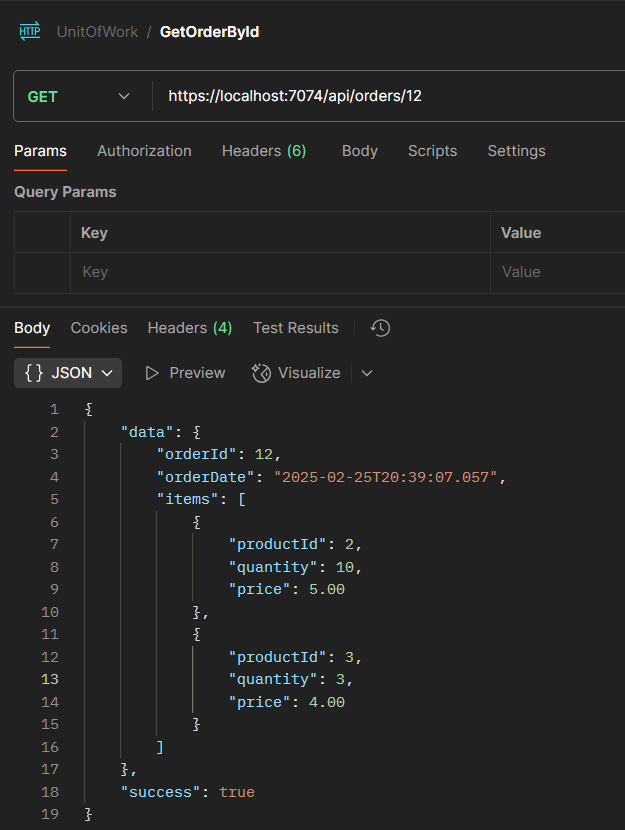 HTTP UnitOfWork / GetOrderById
GET https://localhost:7074/api/orders/12
Params Authorization Headers (6) Body Scripts Settings
Query Params
Key Value
Key Value
Body Cookies Headers (4) Test Results
{} JSON Preview Visualize
1 {
2 "data": {
3 "orderId": 12,
4 "orderDate": "2025-02-25T20:39:07.057",
5 "items": [
6 {
7 "productId": 2,
8 "quantity": 10,
9 "price": 5.00
10 },
11 {
12 "productId": 3,
13 "quantity": 3,
14 "price": 4.00
15 }
16 ]
17 },
18 "success": true
19 }